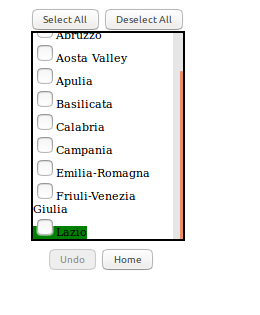 Select All Deselect All
Abruzzo
Aosta Valley
Apulia
Basilicata
Calabria
Campania
Emilia-Romagna
Friuli-Venezia
Giulia
Lazio
Undo Home